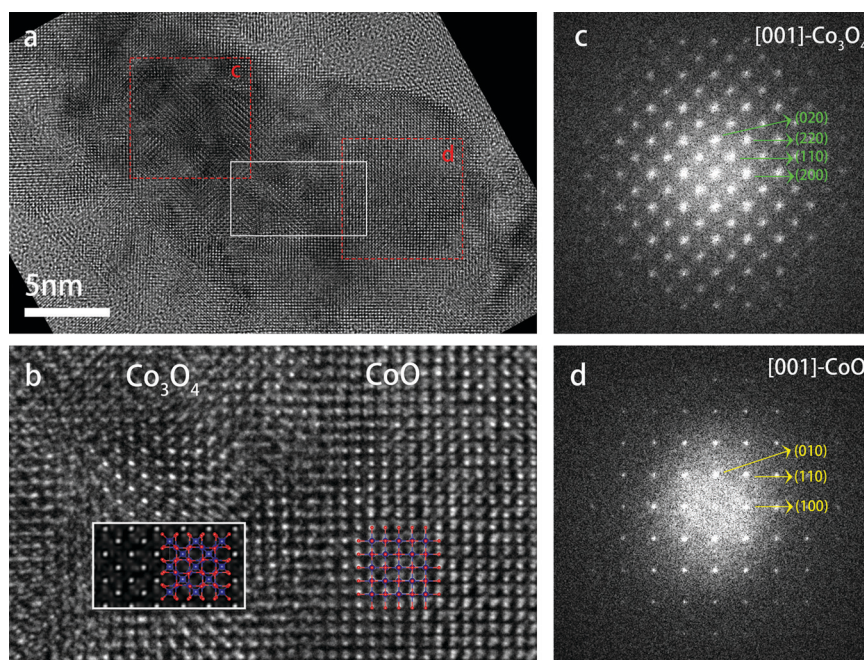 a
c
d
5nm
b
Co₃O₄
CoO
c
[001]-Co₃O₄
(020)
(220)
(110)
(200)
d
[001]-CoO
(010)
(110)
(100)